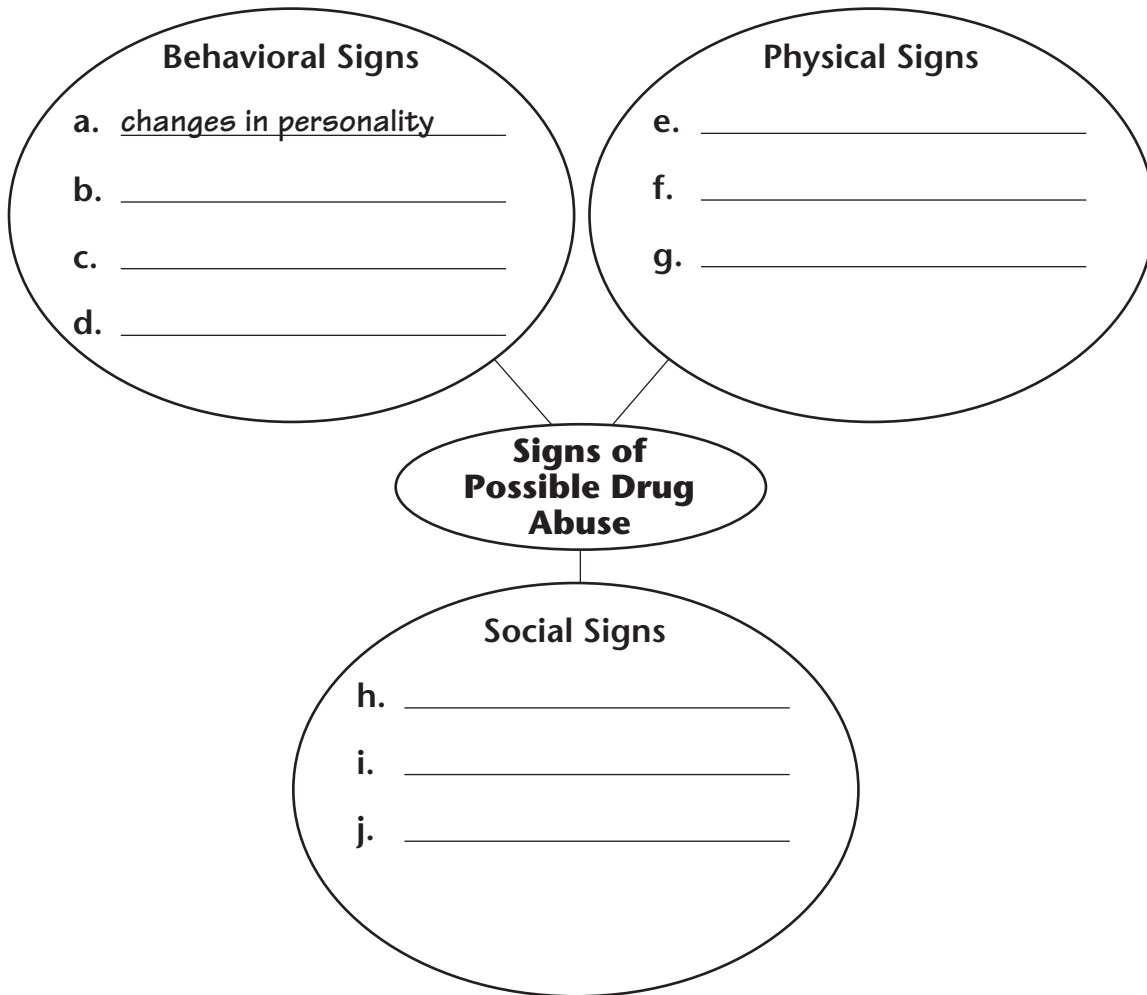 Behavioral Signs
a. changes in personality
b.
c.
d.
Physical Signs
e.
f.
g.
Signs of
Possible Drug
Abuse
Social Signs
h.
i.
j.